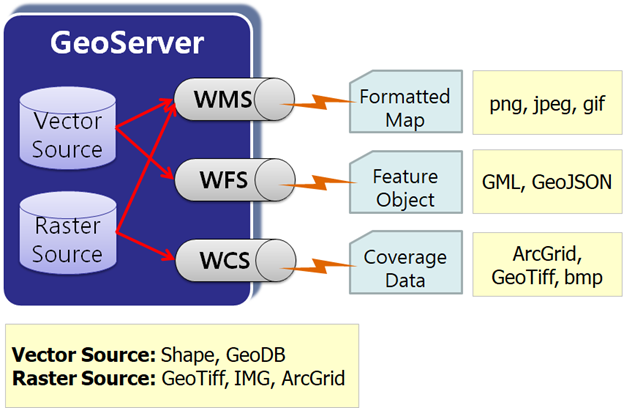 GeoServer
Vector
Source
Raster
Source
WMS
WFS
WCS
Formatted
Map
Feature
Object
Coverage
Data
png, jpeg, gif
GML, GeoJSON
ArcGrid,
GeoTiff, bmp
Vector Source: Shape, GeoDB
Raster Source: GeoTiff, IMG, ArcGrid